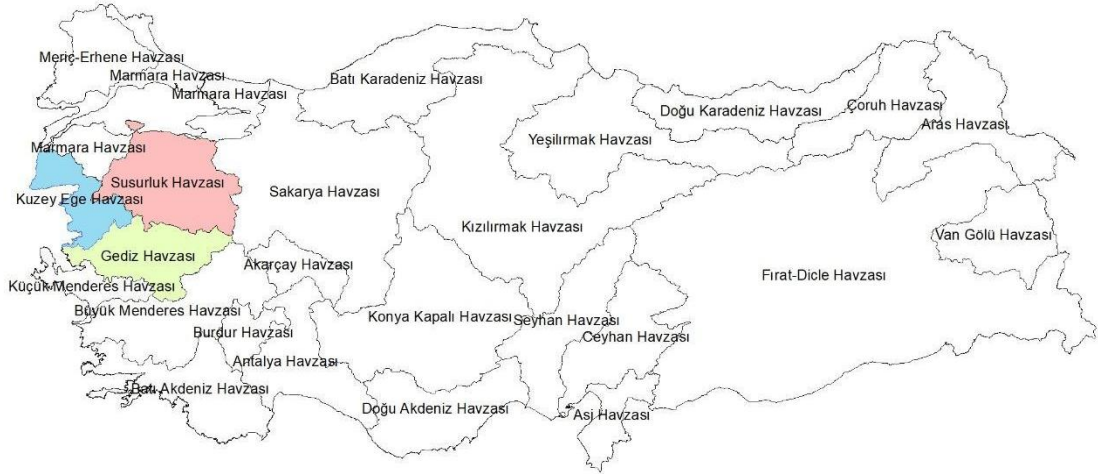 Meriç-Erhene Havzası
Marmara Havzası
Marmara Havzası
Batı Karadeniz Havzası
Doğu Karadeniz Havzası
Çoruh Havzası
Aras Havzası
Yeşilırmak Havzası
Marmara Havzası
Susurluk Havzası
Sakarya Havzası
Kuzey Ege Havzası
Kızılırmak Havzası
Van Gölü Havzası
Gediz Havzası
Akarçay Havzası
Fırat-Dicle Havzası
Küçük Menderes Havzası
Büyük Menderes Havzası
Konya Kapalı Havzası
Seyhan Havzası
Burdur Havzası
Ceyhan Havzası
Antalya Havzası
Batı Akdeniz Havzası
Doğu Akdeniz Havzası
Asi Havzası